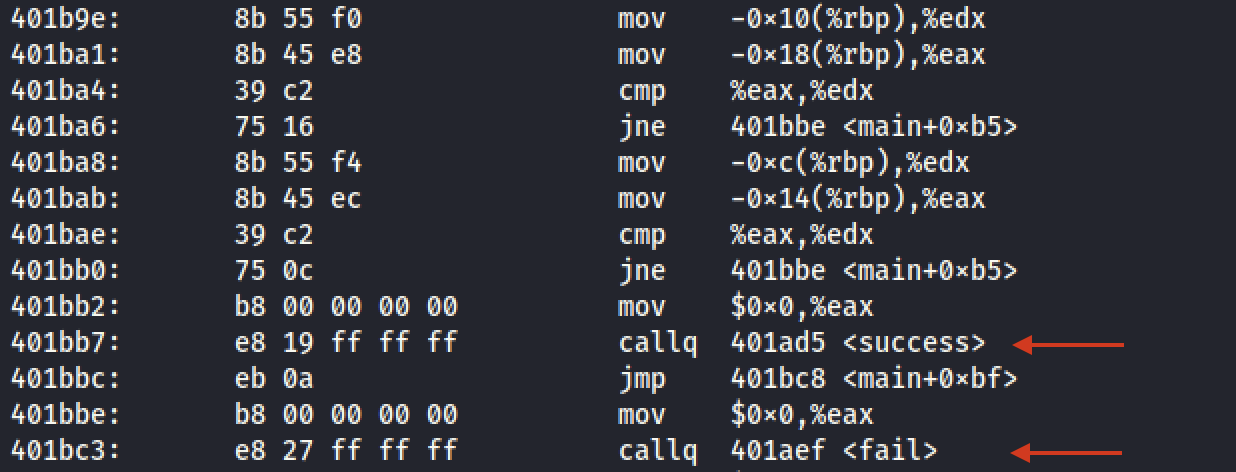 401b9e: 8b 55 f0 mov -0×10(%rbp),%edx
401ba1: 8b 45 e8 mov -0×18(%rbp),%eax
401ba4: 39 c2 cmp %eax,%edx
401ba6: 75 16 jne 401bbe <main+0×b5>
401ba8: 8b 55 f4 mov -0×c(%rbp),%edx
401bab: 8b 45 ec mov -0×14(%rbp),%eax
401bae: 39 c2 cmp %eax,%edx
401bb0: 75 0c jne 401bbe <main+0×b5>
401bb2: b8 00 00 00 00 mov $0×0,%eax
401bb7: e8 19 ff ff ff callq 401ad5 <success>
401bbc: eb 0a jmp 401bc8 <main+0×bf>
401bbe: b8 00 00 00 00 mov $0×0,%eax
401bc3: e8 27 ff ff ff callq 401aef <fail>